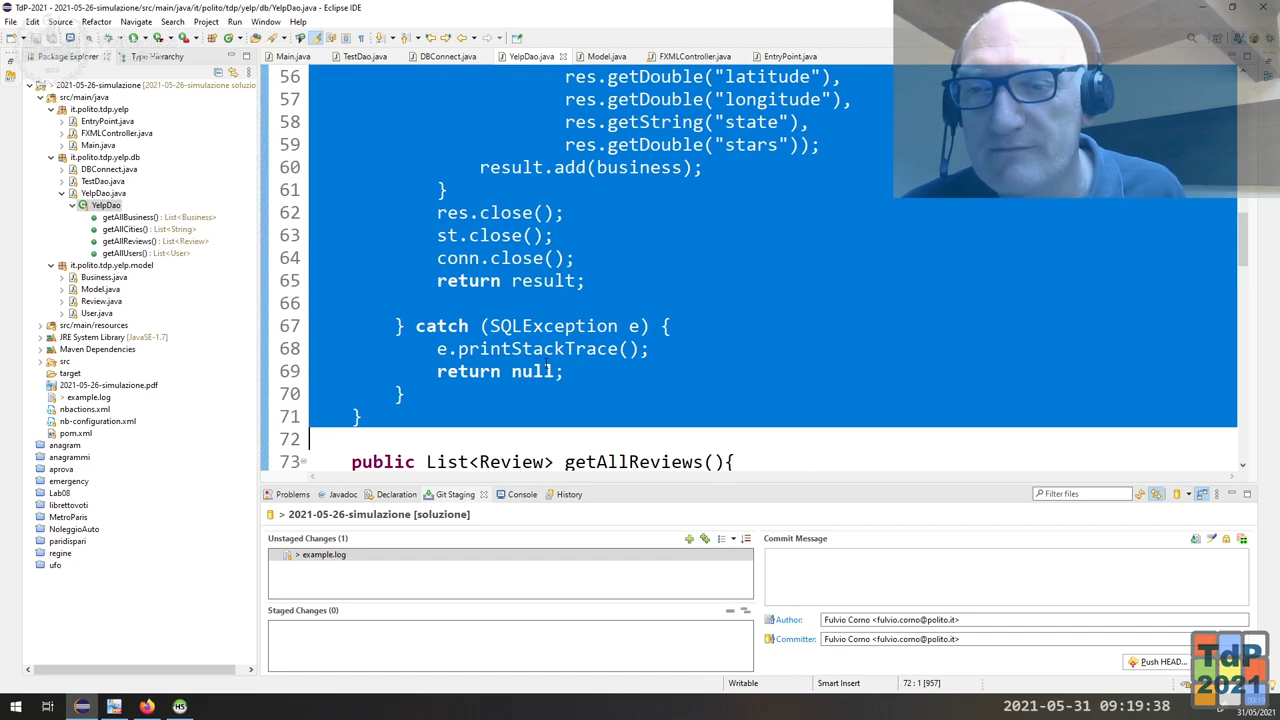 TdP-2021 - 2021-05-26-simulazione/src/main/java/it/polito/tdp/yelp/db/YelpDao.java - Eclipse IDE
File Edit Source Refactor Navigate Search Project Run Window Help
Package Explorer Type Hierarchy
Main.java TestDao.java DBConnect.java YelpDao.java Model.java FXMLController.java EntryPoint.java
> 2021-05-26-simulazione [2021-05-26-simulazione soluzio
src/main/java
it.polito.tdp.yelp
EntryPoint.java
FXMLController.java
Main.java
it.polito.tdp.yelp.db
DBConnect.java
TestDao.java
YelpDao.java
YelpDao
getAllBusiness() : List<Business>
getAllCities() : List<String>
getAllReviews() : List<Review>
getAllUsers() : List<User>
it.polito.tdp.yelp.model
Business.java
Model.java
Review.java
User.java
src/main/resources
JRE System Library [JavaSE-1.7]
Maven Dependencies
src
target
2021-05-26-simulazione.pdf
> example.log
nbactions.xml
nb-configuration.xml
pom.xml
anagram
anagrammi
aprova
emergency
Lab08
librettovoti
MetroParis
NoleggioAuto
paridispari
regine
ufo
56 res.getDouble("latitude"),
57 res.getDouble("longitude"),
58 res.getString("state"),
59 res.getDouble("stars"));
60 result.add(business);
61 }
62 res.close();
63 st.close();
64 conn.close();
65 return result;
66
67 } catch (SQLException e) {
68 e.printStackTrace();
69 return null;
70 }
71 }
72
73 public List<Review> getAllReviews(){
Problems Javadoc Declaration Git Staging Console History
Filter files
> 2021-05-26-simulazione [soluzione]
Unstaged Changes (1)
> example.log
Staged Changes (0)
Commit Message
Author: Fulvio Corno <fulvio.corno@polito.it>
Committer: Fulvio Corno <fulvio.corno@polito.it>
Push HEAD...
Writable Smart Insert 72 : 1 [957]
TdP
2021
2021-05-31 09:19:38
31/05/2021